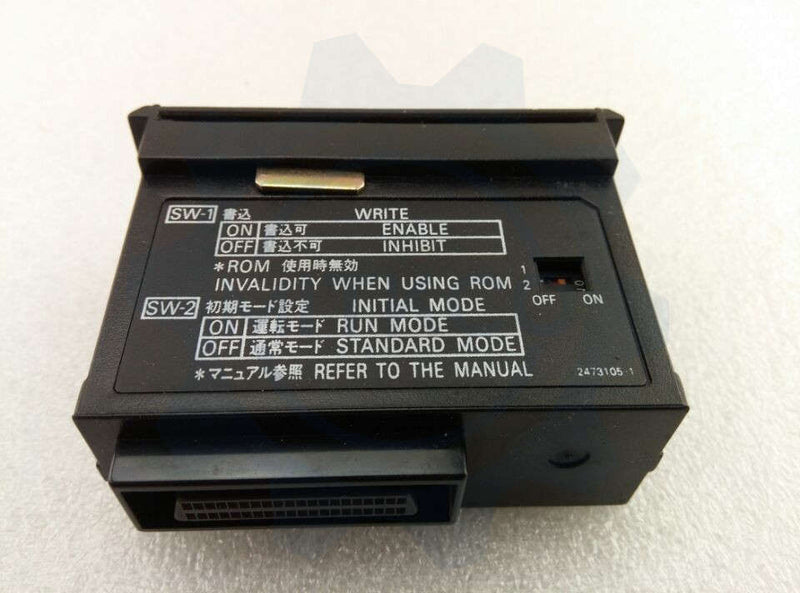 SW-1 書込 WRITE
ON 書込可 ENABLE
OFF 書込不可 INHIBIT
*ROM 使用時無効
INVALIDITY WHEN USING ROM
SW-2 初期モード設定 INITIAL MODE
ON 運転モード RUN MODE
OFF 通常モード STANDARD MODE
*マニュアル参照 REFER TO THE MANUAL
1
2
OFF ON
2473105-1